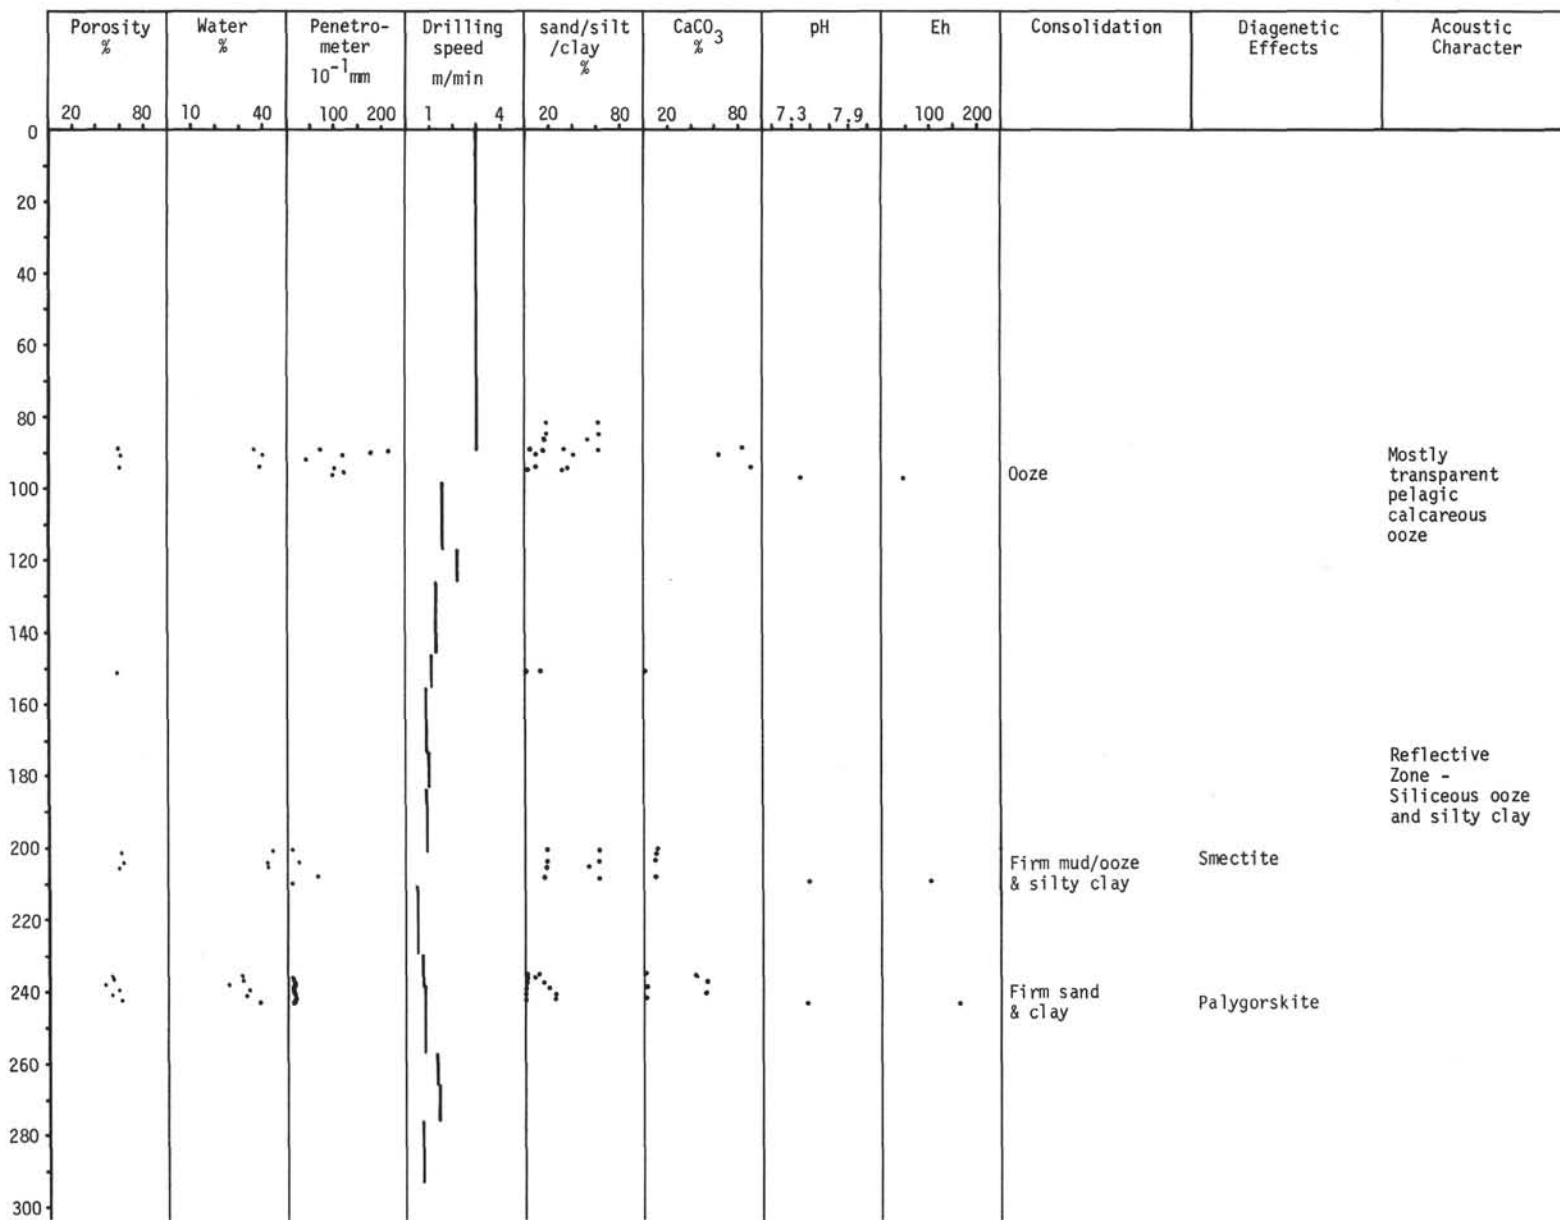 Porosity
%
Water
%
Penetro-
meter
10⁻¹mm
Drilling
speed
m/min
sand/silt
/clay
%
CaCO₃
%
pH
Eh
Consolidation
Diagenetic
Effects
Acoustic
Character
20 80
10 40
100 200
1 4
20 80
20 80
7.3 7.9
100 200
0
20
40
60
80
100
120
140
160
180
200
220
240
260
280
300
Ooze
Mostly
transparent
pelagic
calcareous
ooze
Reflective
Zone -
Siliceous ooze
and silty clay
Firm mud/ooze
& silty clay
Smectite
Firm sand
& clay
Palygorskite